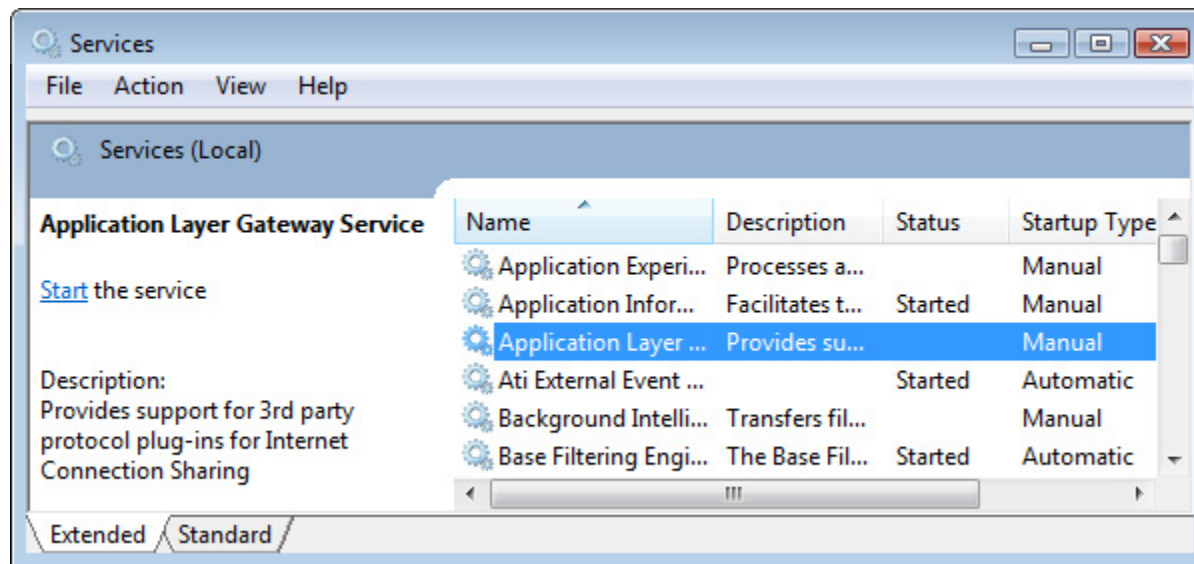 Services
File Action View Help
Services (Local)
Application Layer Gateway Service
Start the service
Description:
Provides support for 3rd party
protocol plug-ins for Internet
Connection Sharing
Name Description Status Startup Type
Application Experi... Processes a... Manual
Application Infor... Facilitates t... Started Manual
Application Layer ... Provides su... Manual
Ati External Event ... Started Automatic
Background Intelli... Transfers fil... Manual
Base Filtering Engi... The Base Fil... Started Automatic
Extended Standard